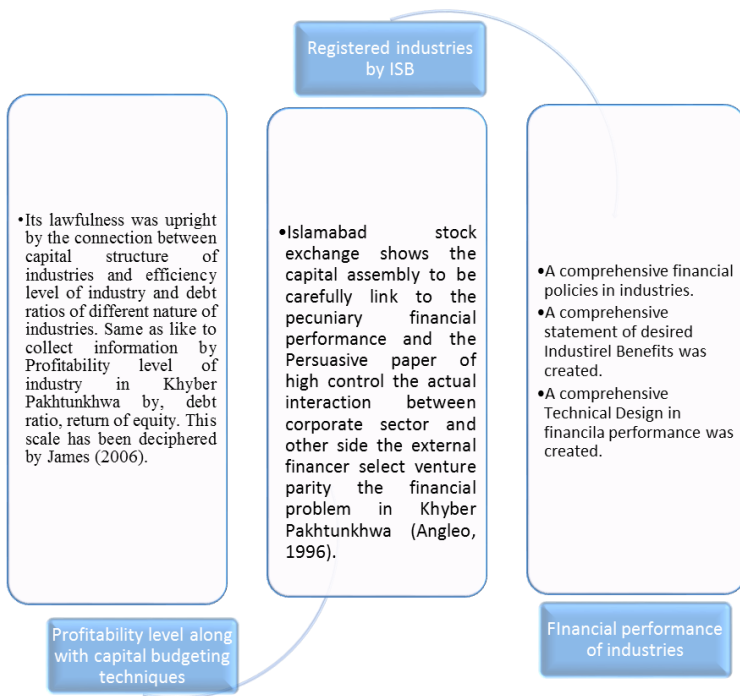 Registered industries
by ISB
•Its lawfulness was upright
by the connection between
capital structure of
industries and efficiency
level of industry and debt
ratios of different nature of
industries. Same as like to
collect information by
Profitability level of
industry in Khyber
Pakhtunkhwa by, debt
ratio, return of equity. This
scale has been deciphered
by James (2006).
Profitability level along
with capital budgeting
techniques
•Islamabad stock
exchange shows the
capital assembly to be
carefully link to the
pecuniary financial
performance and the
Persuasive paper of
high control the actual
interaction between
corporate sector and
other side the external
financer select venture
parity the financial
problem in Khyber
Pakhtunkhwa (Angleo,
1996).
•A comprehensive financial
policies in industries.
•A comprehensive
statement of desired
Industirel Benefits was
created.
•A comprehensive
Technical Design in
financila performance was
created.
FInancial performance
of industries